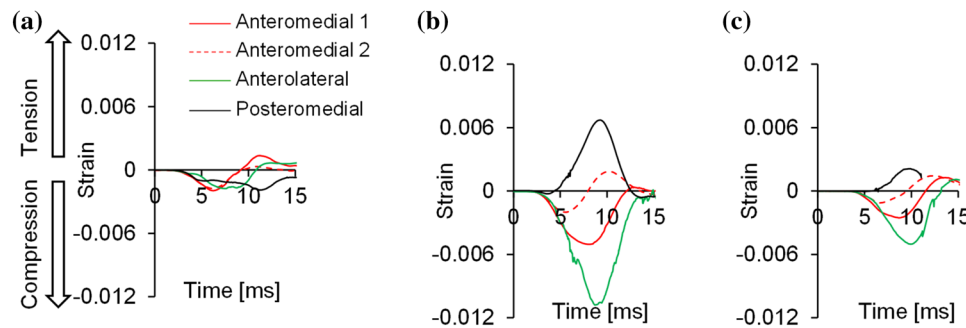 (a)
Tension
Compression
Strain
0.012
0.006
0
-0.006
-0.012
0 5 10 15
Time [ms]
Anteromedial 1
Anteromedial 2
Anterolateral
Posteromedial
(b)
Strain
0.012
0.006
0
-0.006
-0.012
0 5 10 15
Time [ms]
(c)
Strain
0.012
0.006
0
-0.006
-0.012
0 5 10 15
Time [ms]